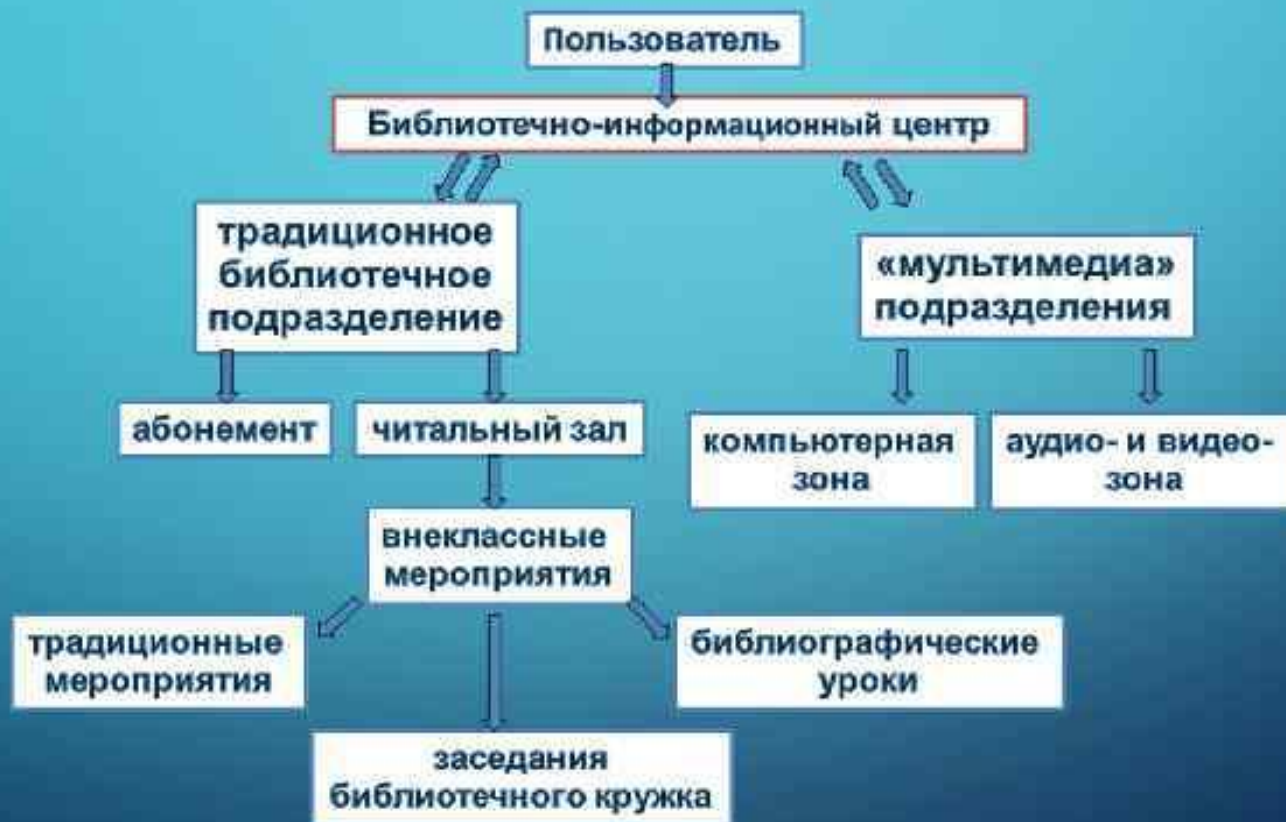 Пользователь
Библиотечно-информационный центр
традиционное
библиотечное
подразделение
«мультимедиа»
подразделения
абонемент
читальный зал
компьютерная
зона
аудио- и видео-
зона
внеклассные
мероприятия
традиционные
мероприятия
библиографические
уроки
заседания
библиотечного кружка